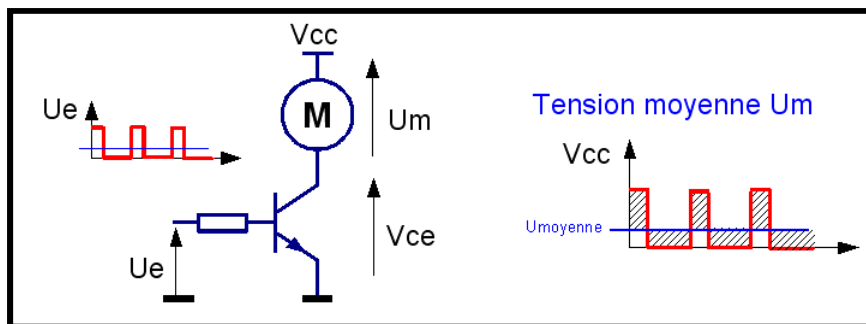 Vcc
Ue
M
Um
Vce
Ue
Tension moyenne Um
Vcc
Umoyenne